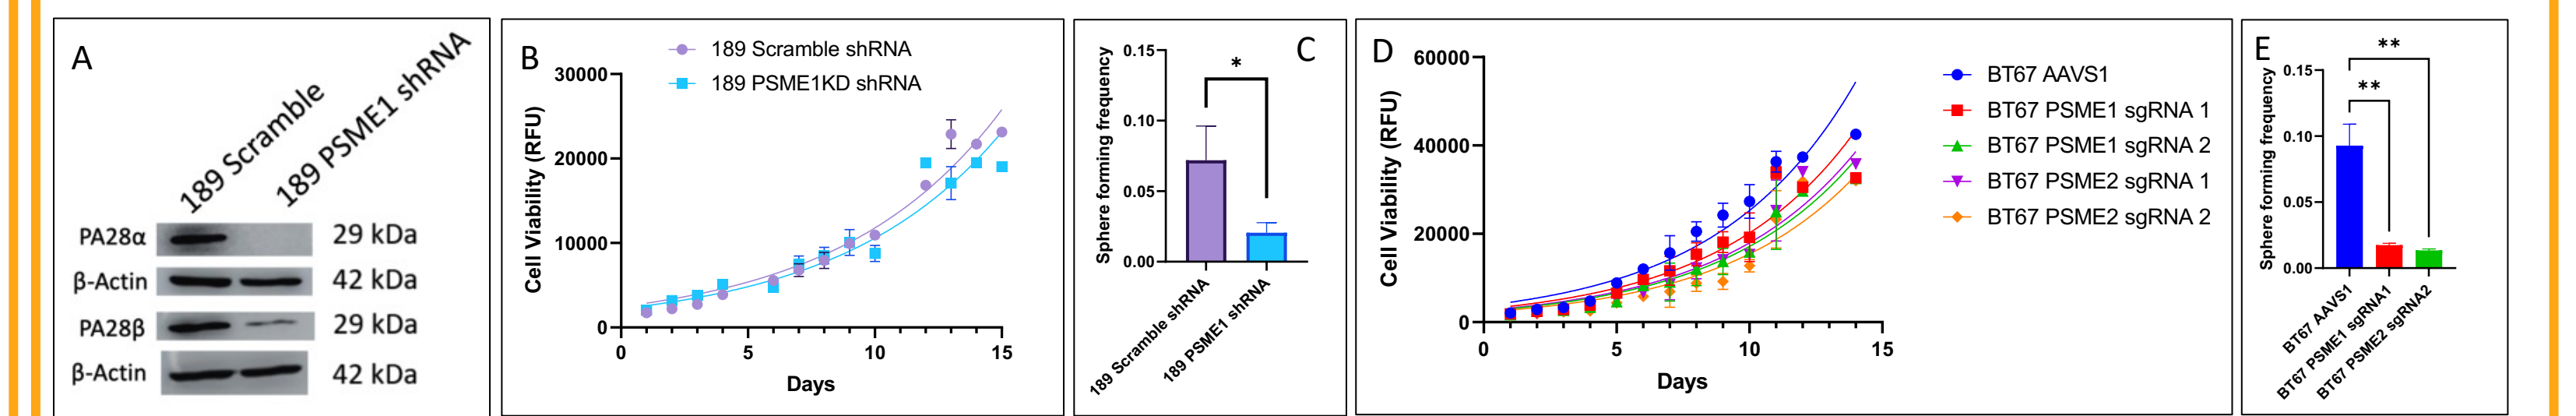 A
189 Scramble
189 PSME1 shRNA
PA28α
29 kDa
β-Actin
42 kDa
PA28β
29 kDa
β-Actin
42 kDa
B
189 Scramble shRNA
189 PSME1KD shRNA
Cell Viability (RFU)
30000
20000
10000
0
0 5 10 15
Days
C
Sphere forming frequency
0.15
0.10
0.05
0.00
*
189 Scramble shRNA
189 PSME1 shRNA
D
Cell Viability (RFU)
60000
40000
20000
0
0 5 10 15
Days
BT67 AAVS1
BT67 PSME1 sgRNA 1
BT67 PSME1 sgRNA 2
BT67 PSME2 sgRNA 1
BT67 PSME2 sgRNA 2
E
Sphere forming frequency
0.15
0.10
0.05
0.00
**
**
BT67 AAVS1
BT67 PSME1 sgRNA1
BT67 PSME2 sgRNA2